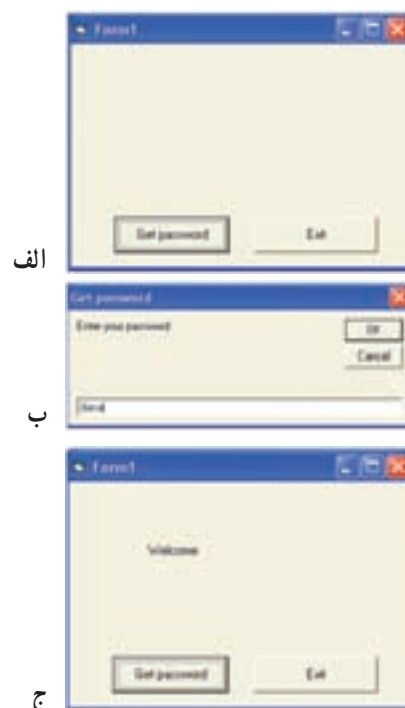 Form1
Get password
Exit
الف
Get password
Enter your password
OK
Cancel
ب
Form1
Welcome
Get password
Exit
ج